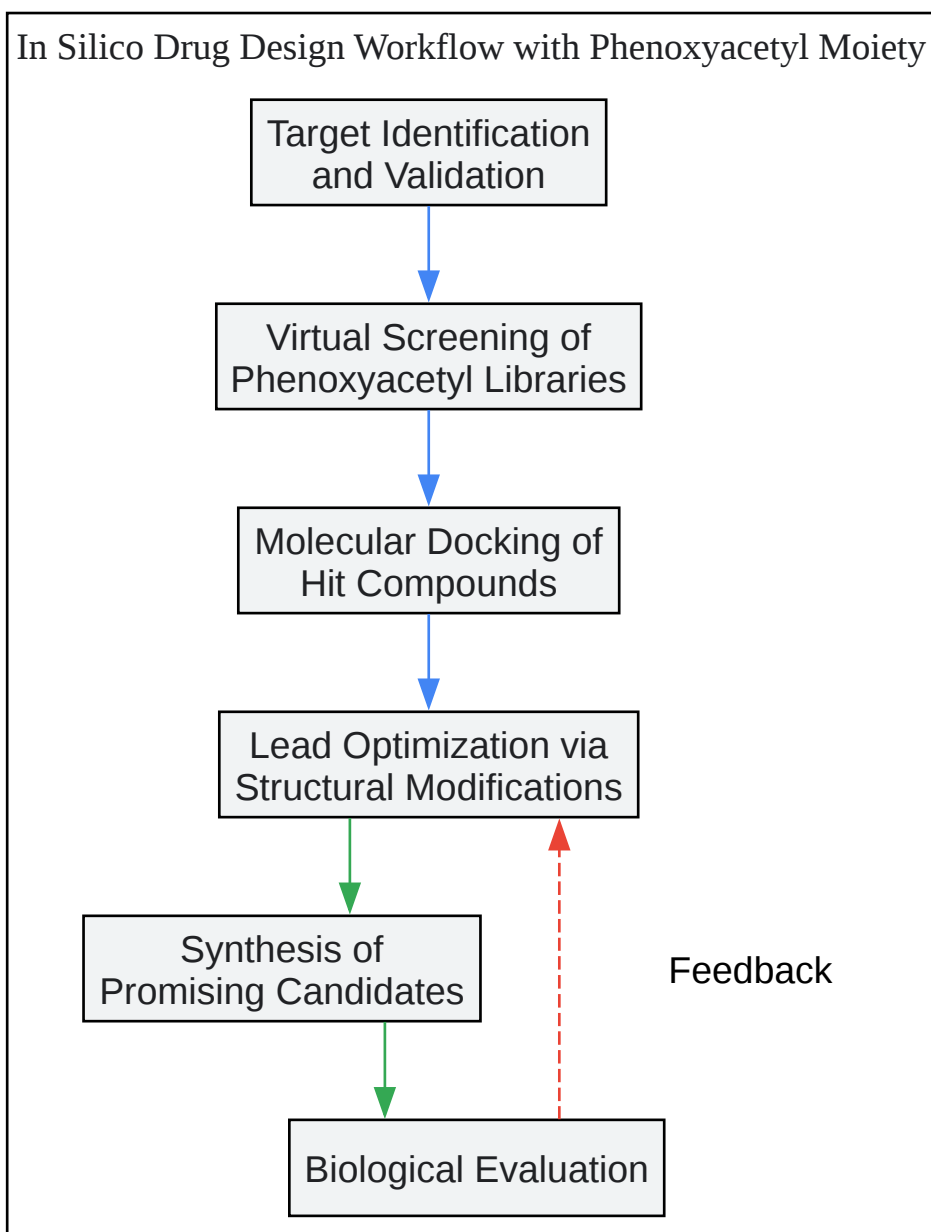 In Silico Drug Design Workflow with Phenoxyacetyl Moiety
Target Identification
and Validation
Virtual Screening of
Phenoxyacetyl Libraries
Molecular Docking of
Hit Compounds
Lead Optimization via
Structural Modifications
Synthesis of
Promising Candidates
Feedback
Biological Evaluation